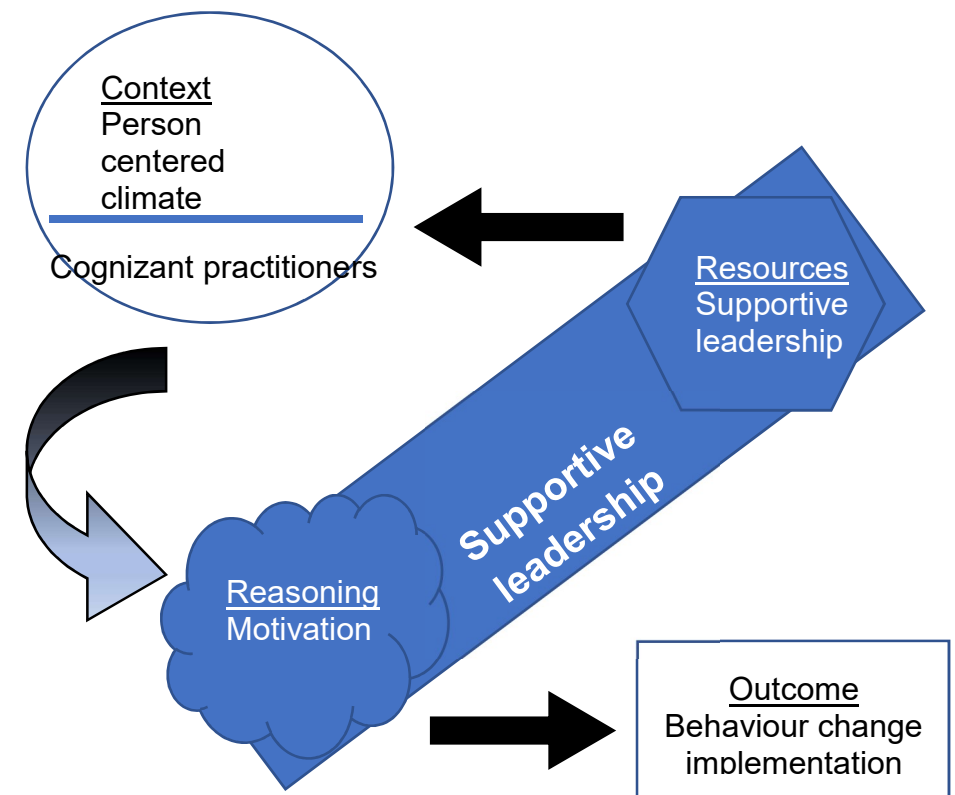 Context
Person
centered
climate
Cognizant practitioners
Resources
Supportive
leadership
Supportive
leadership
Reasoning
Motivation
Outcome
Behaviour change
implementation